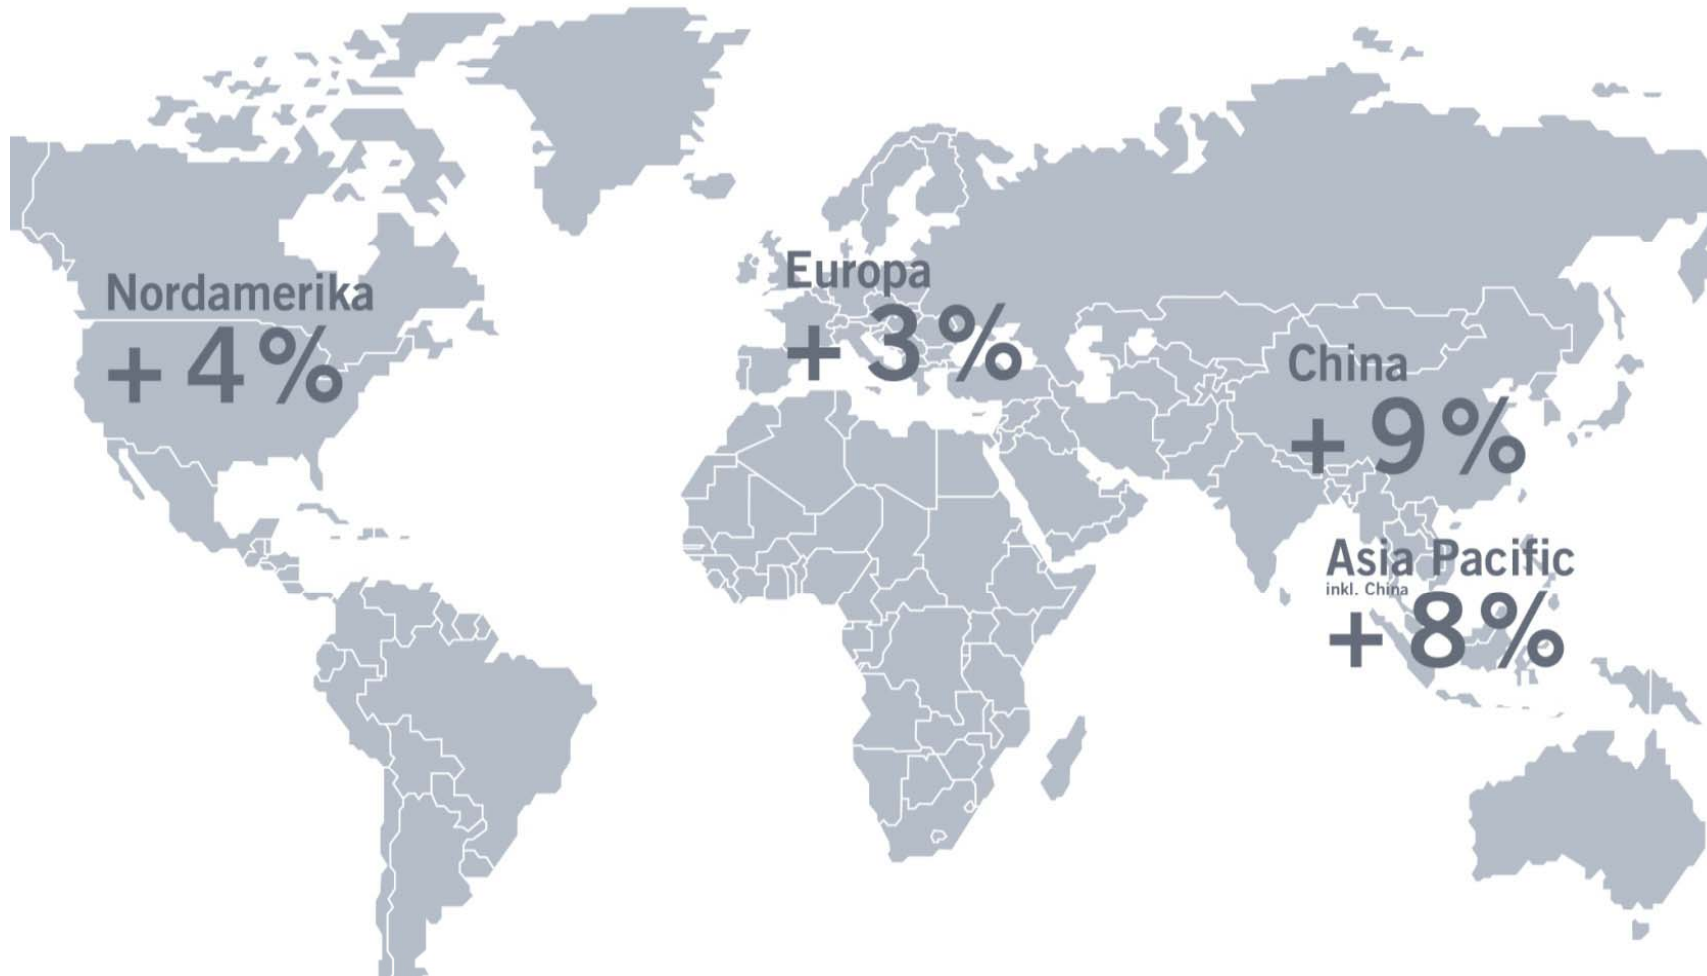 Nordamerika
+ 4 %
Europa
+ 3 %
China
+ 9 %
Asia Pacific
inkl. China
+ 8 %